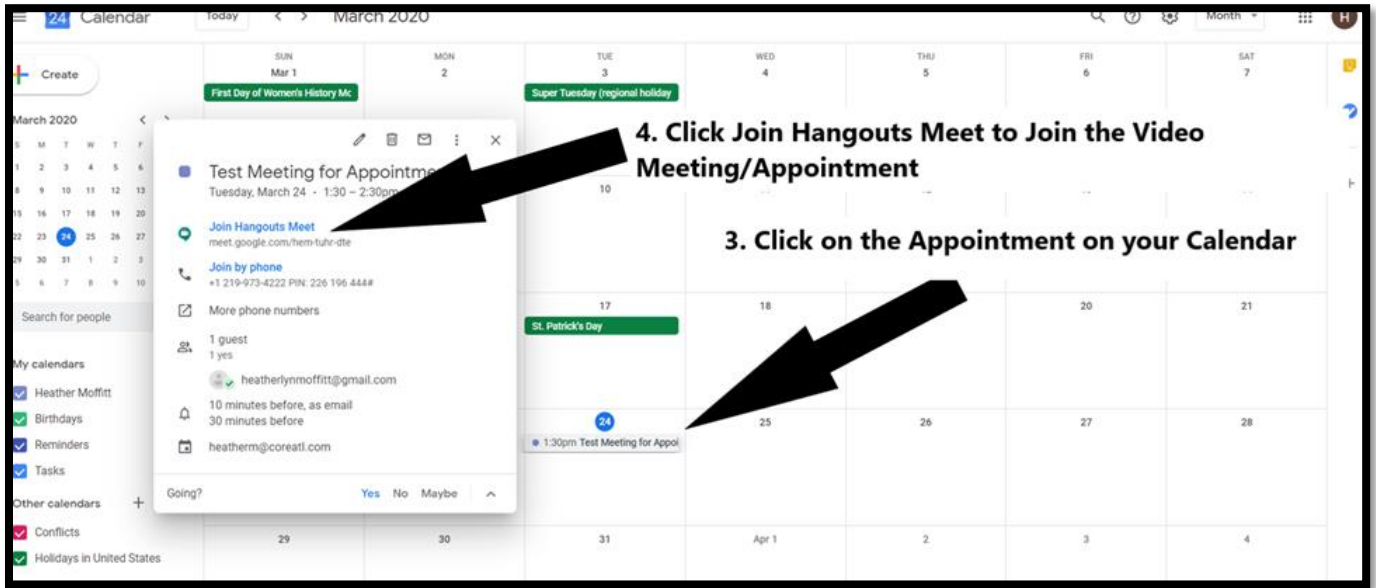 24 Calendar Today < > March 2020 Month
Create
SUN MON TUE WED THU FRI SAT
Mar 1 2 3 4 5 6 7
First Day of Women's History Mc Super Tuesday (regional holiday
4. Click Join Hangouts Meet to Join the Video
Meeting/Appointment
3. Click on the Appointment on your Calendar
March 2020 < >
S M T W T F
1 2 3 4 5 6
8 9 10 11 12 13
15 16 17 18 19 20
22 23 24 25 26 27
29 30 31 1 2 3
5 6 7 8 9 10
Search for people
My calendars
Heather Moffitt
Birthdays
Reminders
Tasks
Other calendars +
Conflicts
Holidays in United States
Test Meeting for Appointme
Tuesday, March 24 · 1:30 – 2:30pm
Join Hangouts Meet
meet.google.com/hem-tuhr-dte
Join by phone
+1 219-973-4222 PIN: 226 196 444#
More phone numbers
1 guest
1 yes
heatherlynmoffitt@gmail.com
10 minutes before, as email
30 minutes before
heatherm@coreatl.com
Going? Yes No Maybe
10
17 18 20 21
St. Patrick's Day
24 25 26 27 28
1:30pm Test Meeting for Appoi
29 30 31 Apr 1 2 3 4
H